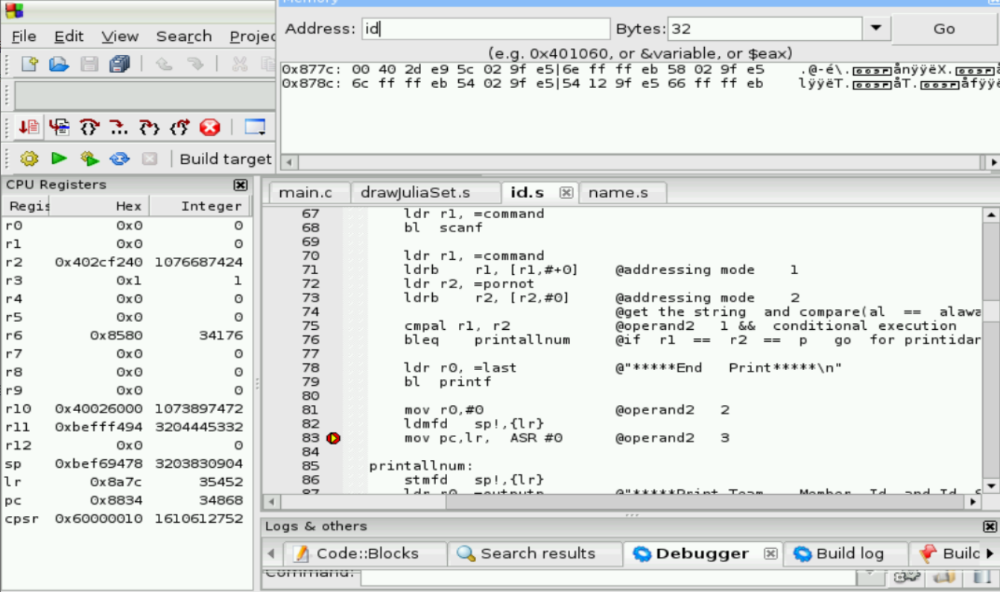 Memory
File Edit View Search Projec
Address: id
Bytes: 32
Go
(e.g. 0x401060, or &variable, or $eax)
0x877c: 00 40 2d e9 5c 02 9f e5|6e ff ff eb 58 02 9f e5
0x878c: 6c ff ff eb 54 02 9f e5|54 12 9f e5 66 ff ff eb
Build target
CPU Registers
Regis Hex Integer
r0 0x0 0
r1 0x0 0
r2 0x402cf240 1076687424
r3 0x1 1
r4 0x0 0
r5 0x0 0
r6 0x8580 34176
r7 0x0 0
r8 0x0 0
r9 0x0 0
r10 0x40026000 1073897472
r11 0xbefff494 3204445332
r12 0x0 0
sp 0xbef69478 3203830904
lr 0x8a7c 35452
pc 0x8834 34868
cpsr 0x60000010 1610612752
main.c drawJuliaSet.s id.s name.s
67 ldr r1, =command
68 bl scanf
69
70 ldr r1, =command
71 ldrb r1, [r1,#+0] @addressing mode 1
72 ldr r2, =pornot
73 ldrb r2, [r2,#0] @addressing mode 2
74 @get the string and compare(al == alawa
75 cmpal r1, r2 @operand2 1 && conditional execution
76 bleq printallnum @if r1 == r2 == p go for printidar
77
78 ldr r0, =last @"*****End Print*****\n"
79 bl printf
80
81 mov r0,#0 @operand2 2
82 ldmfd sp!,{lr}
83 mov pc,lr, ASR #0 @operand2 3
84
85 printallnum:
86 stmfd sp!,{lr}
87 ldr r0, =outputp @"*****Print Team Member Id and Id
Logs & others
Code::Blocks Search results Debugger Build log Builc
Command: